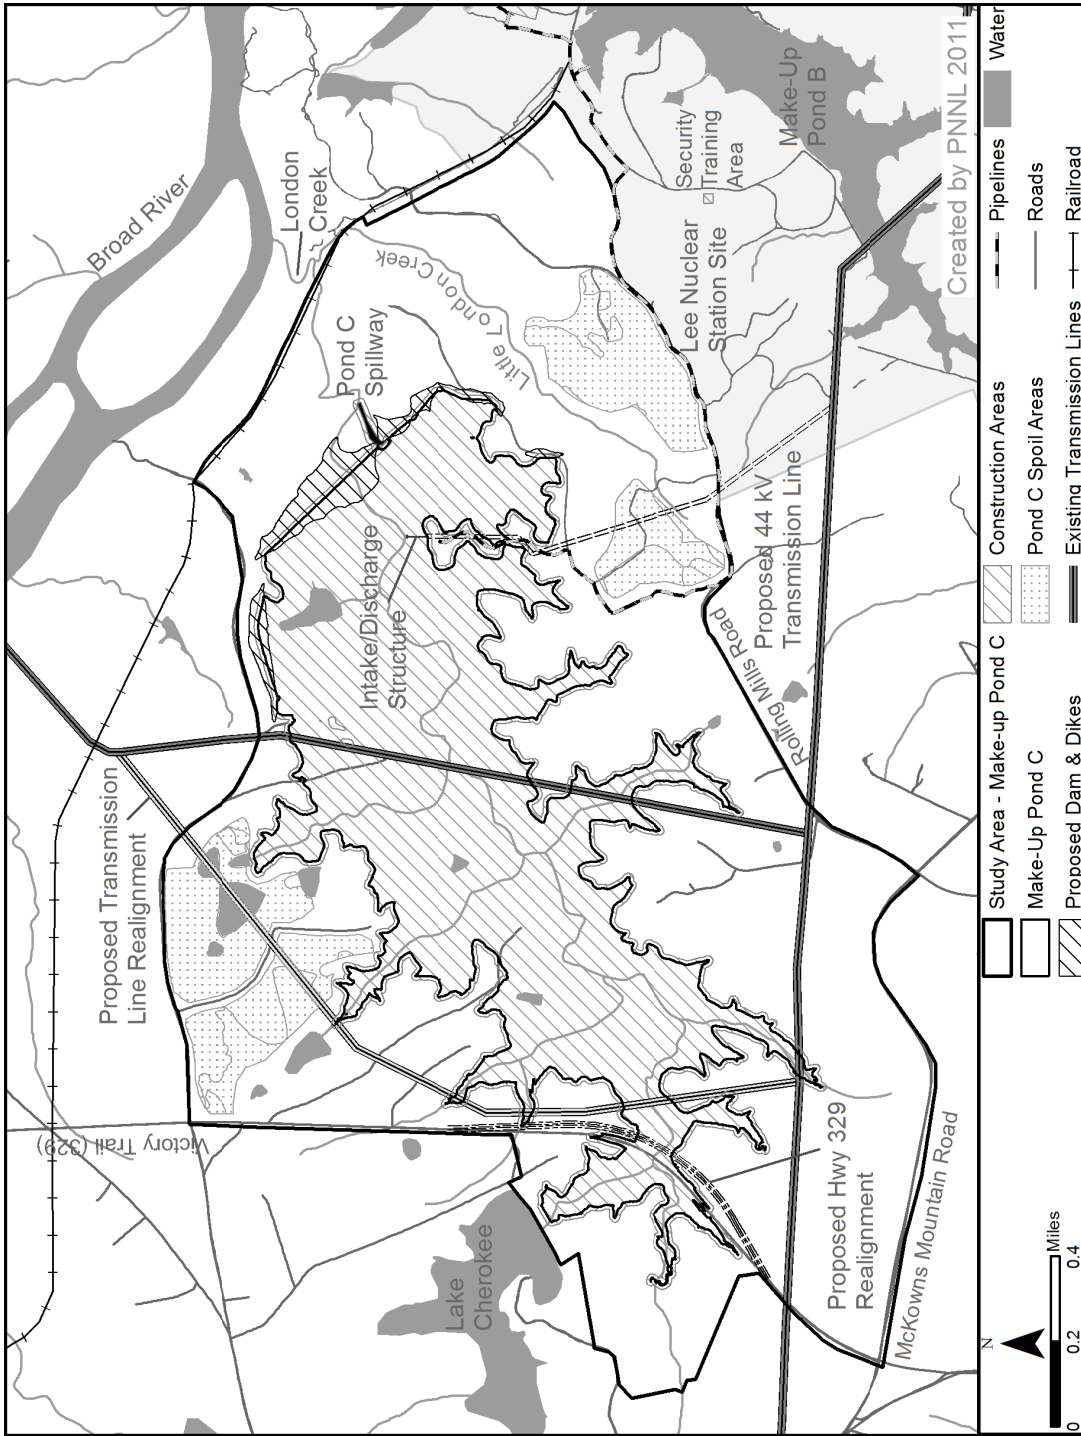 Broad River
London
Creek
Little London Creek
Pond C
Spillway
Security
Training
Area
Make-Up
Pond B
Lee Nuclear
Station Site
Intake/Discharge
Structure
Proposed 44 kV
Transmission Line
Rolling Mills Road
Proposed Transmission
Line Realignment
Victory Trail (329)
Lake
Cherokee
Proposed Hwy 329
Realignment
McKowns Mountain Road
Created by PNNL 2011
N
0 0.2 0.4
Miles
Study Area - Make-up Pond C
Make-Up Pond C
Proposed Dam & Dikes
Construction Areas
Pond C Spoil Areas
Existing Transmission Lines
Pipelines
Roads
Railroad
Water